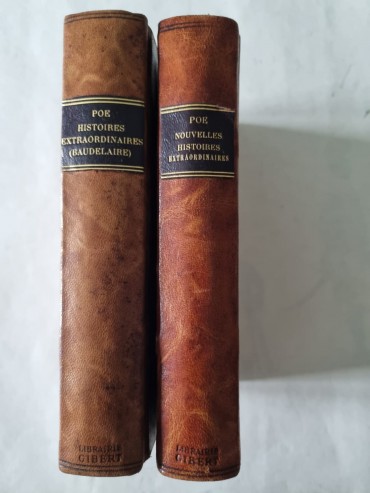 POE
HISTOIRES
EXTRAORDINAIRES
(BAUDELAIRE)
LIBRAIRIE
GIBERT
POE
NOUVELLES
HISTOIRES
EXTRAORDINAIRES
LIBRAIRIE
GIBERT